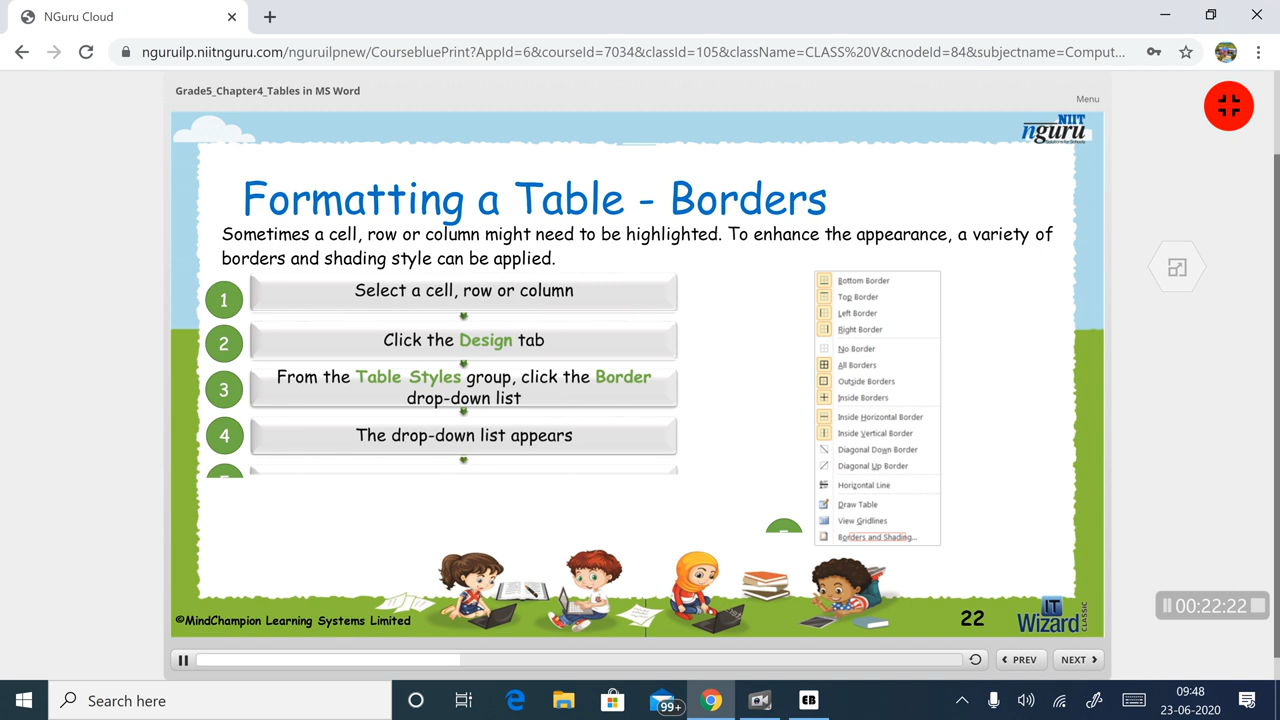 NGuru Cloud
nguruilp.niitnguru.com/nguruilpnew/CoursebluePrint?AppId=6&courseId=7034&classId=105&className=CLASS%20V&cnodeId=84&subjectname=Comput...
Grade5_Chapter4_Tables in MS Word
Menu
NIIT
nguru
Formatting a Table - Borders
Sometimes a cell, row or column might need to be highlighted. To enhance the appearance, a variety of
borders and shading style can be applied.
1 Select a cell, row or column
2 Click the Design tab
3 From the Table Styles group, click the Border
drop-down list
4 The drop-down list appears
Bottom Border
Top Border
Left Border
Right Border
No Border
All Borders
Outside Borders
Inside Borders
Inside Horizontal Border
Inside Vertical Border
Diagonal Down Border
Diagonal Up Border
Horizontal Line
Draw Table
View Gridlines
Borders and Shading...
©MindChampion Learning Systems Limited
22
IT
Wizard
CLASSIC
00:22:22
PREV
NEXT
Search here
99+
EB
09:48
23-06-2020